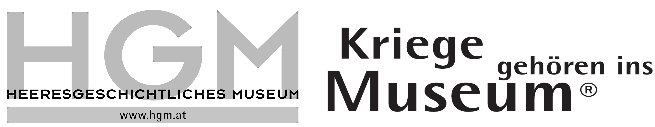 HGM
HEERESGESCHICHTLICHES MUSEUM
www.hgm.at
Kriege gehören ins
Museum®